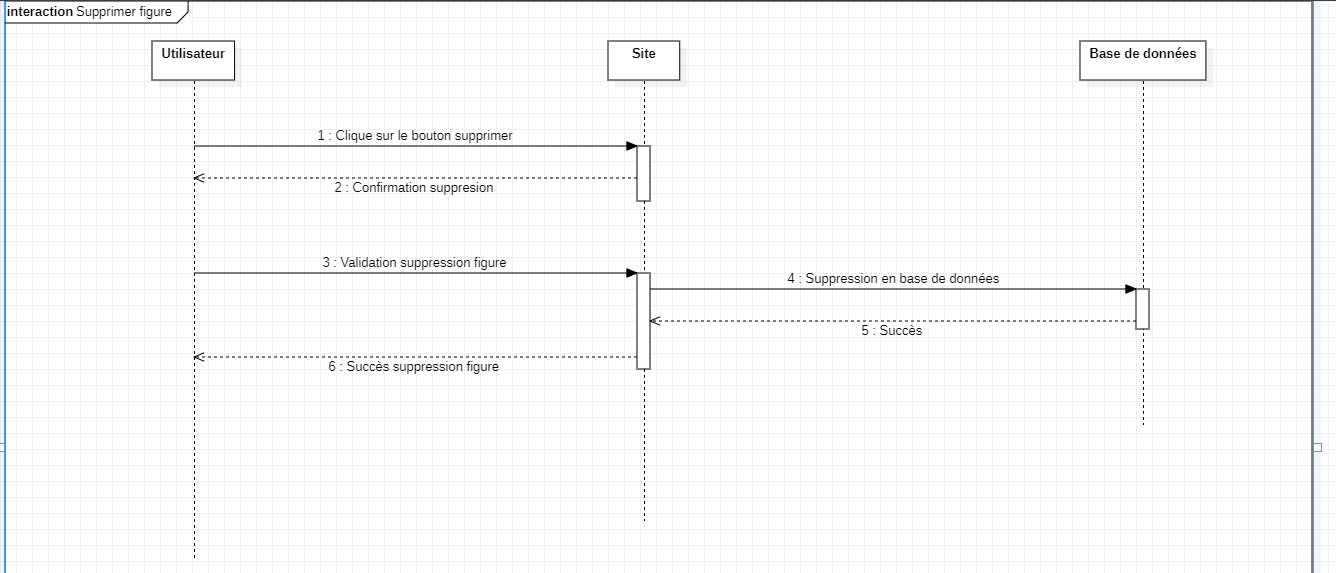 interaction Supprimer figure
Utilisateur
Site
Base de données
1 : Clique sur le bouton supprimer
2 : Confirmation suppresion
3 : Validation suppression figure
4 : Suppression en base de données
5 : Succès
6 : Succès suppression figure